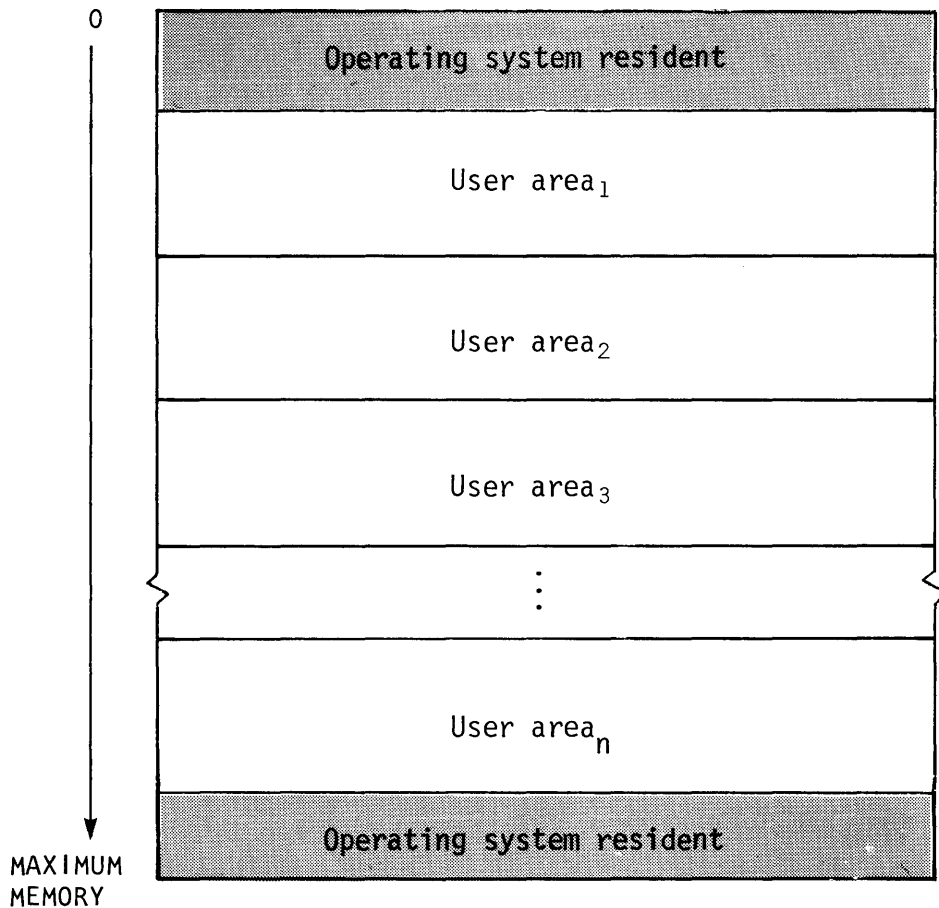 0
Operating system resident
User area₁
User area₂
User area₃
⋮
User areaₙ
Operating system resident
MAXIMUM
MEMORY